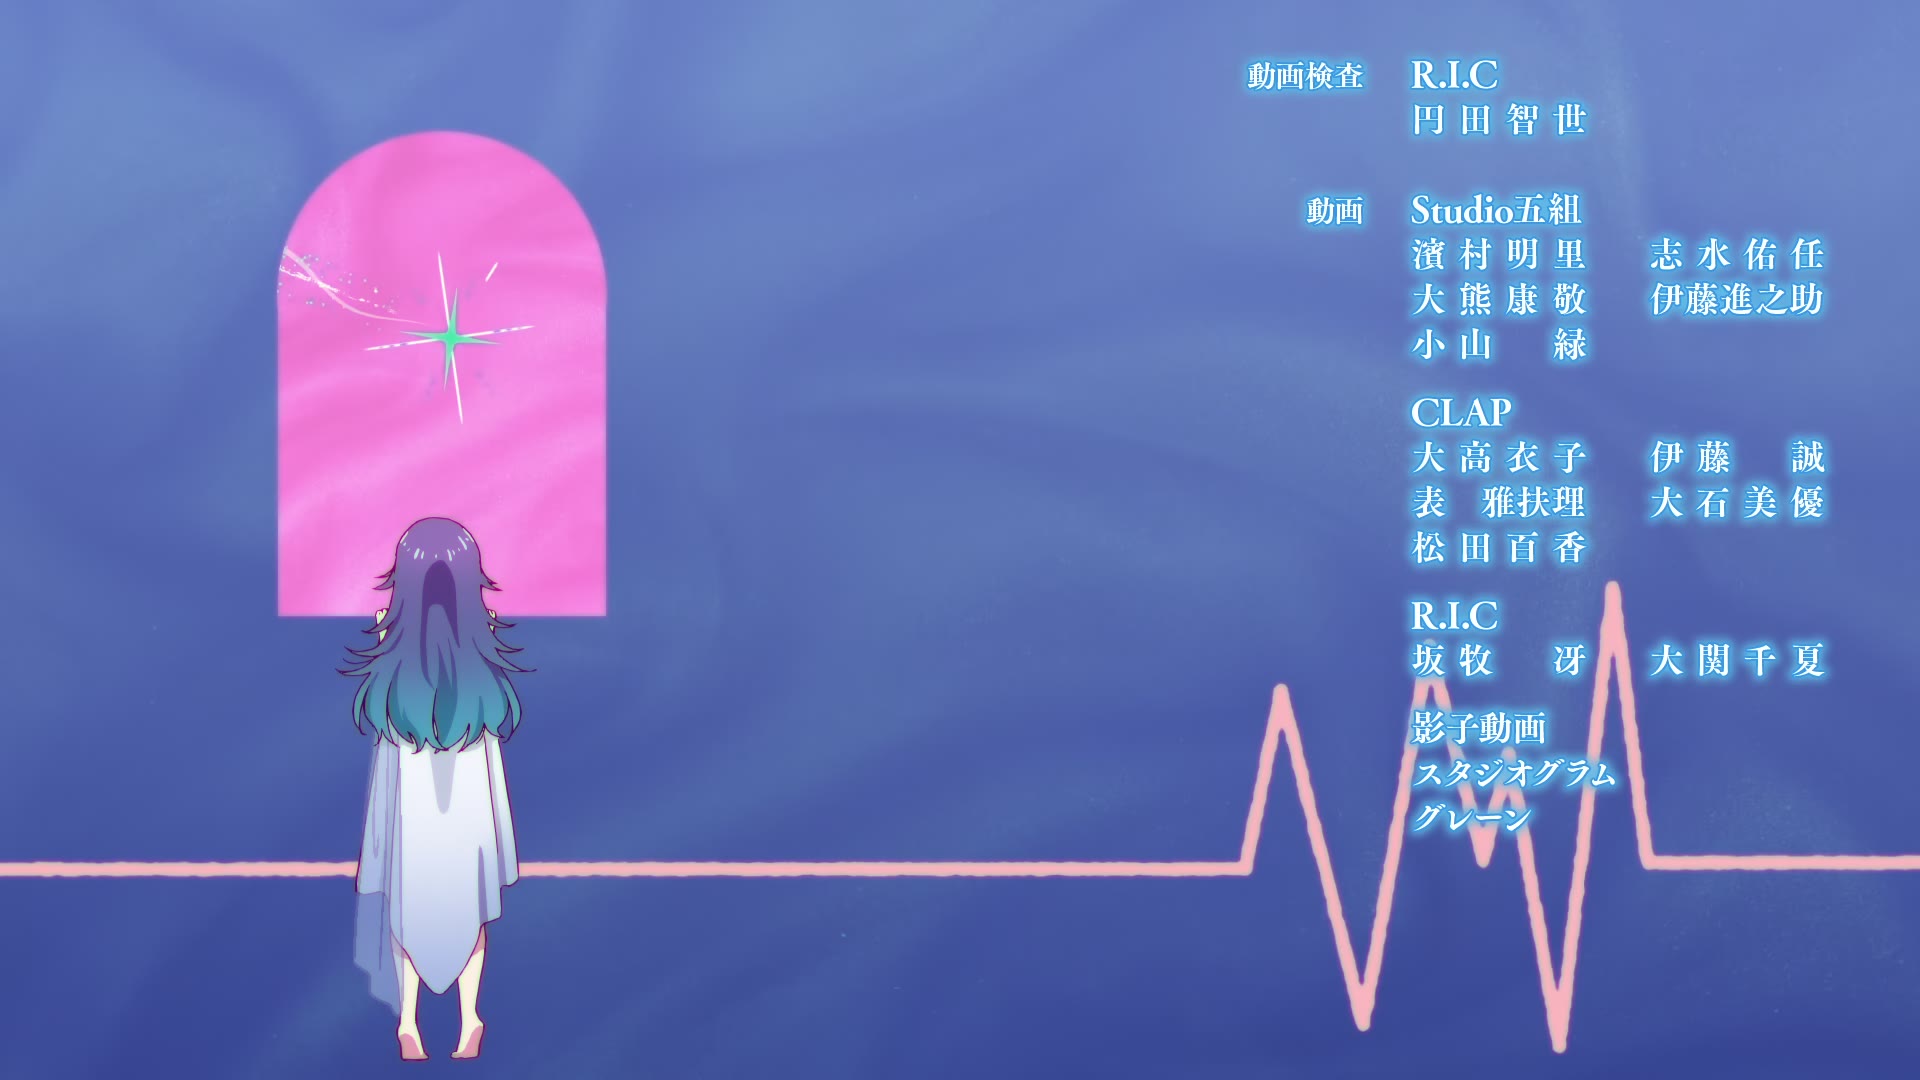 動画検査 R.I.C
円田智世
動画 Studio五組
濱村明里 志水佑任
大熊康敬 伊藤進之助
小山 緑
CLAP
大高衣子 伊藤 誠
表 雅扶理 大石美優
松田百香
R.I.C
坂牧 冴 大関千夏
影子動画
スタジオグラム
グレーン